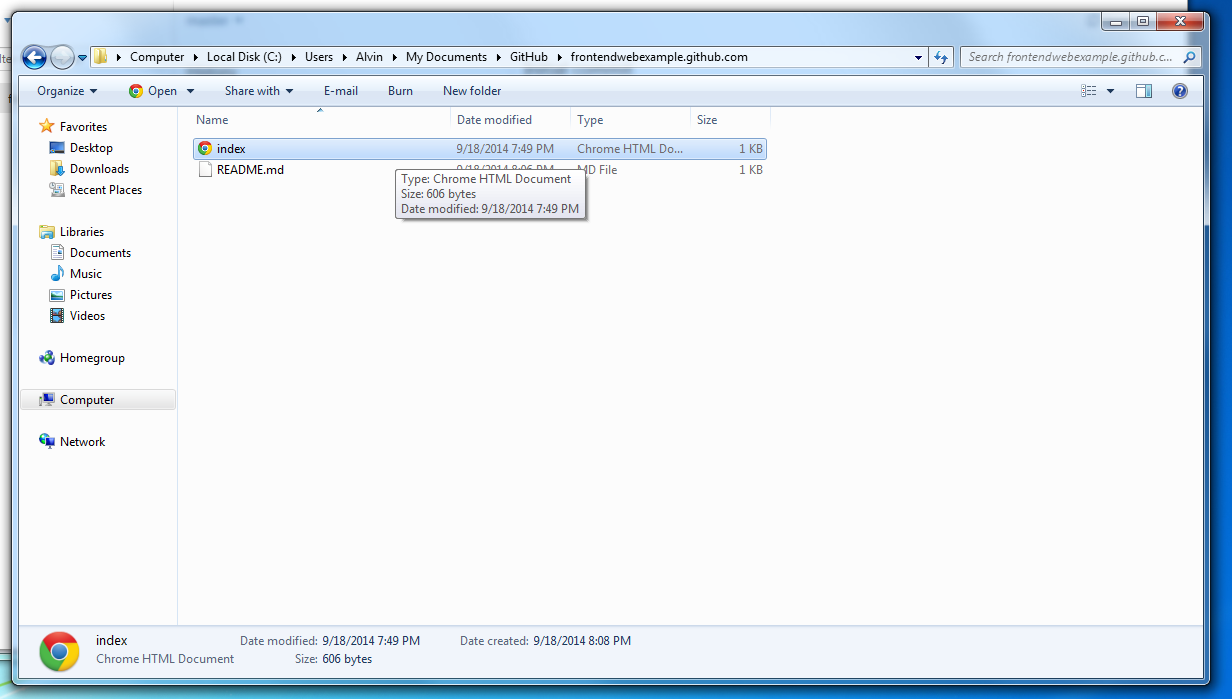 Computer Local Disk (C:) Users Alvin My Documents GitHub frontendwebexample.github.com
Search frontendwebexample.github.c...
Organize Open Share with E-mail Burn New folder
Name Date modified Type Size
index 9/18/2014 7:49 PM Chrome HTML Do... 1 KB
README.md 9/18/2014 8:06 PM MD File 1 KB
Type: Chrome HTML Document
Size: 606 bytes
Date modified: 9/18/2014 7:49 PM
Favorites
Desktop
Downloads
Recent Places
Libraries
Documents
Music
Pictures
Videos
Homegroup
Computer
Network
index Date modified: 9/18/2014 7:49 PM Date created: 9/18/2014 8:08 PM
Chrome HTML Document Size: 606 bytes